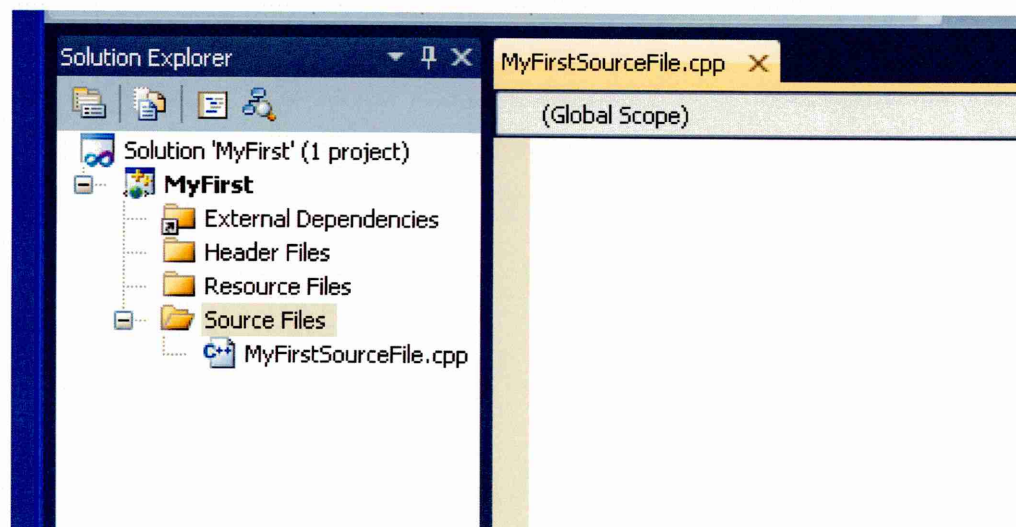 Solution Explorer
MyFirstSourceFile.cpp
(Global Scope)
Solution 'MyFirst' (1 project)
MyFirst
External Dependencies
Header Files
Resource Files
Source Files
C++ MyFirstSourceFile.cpp